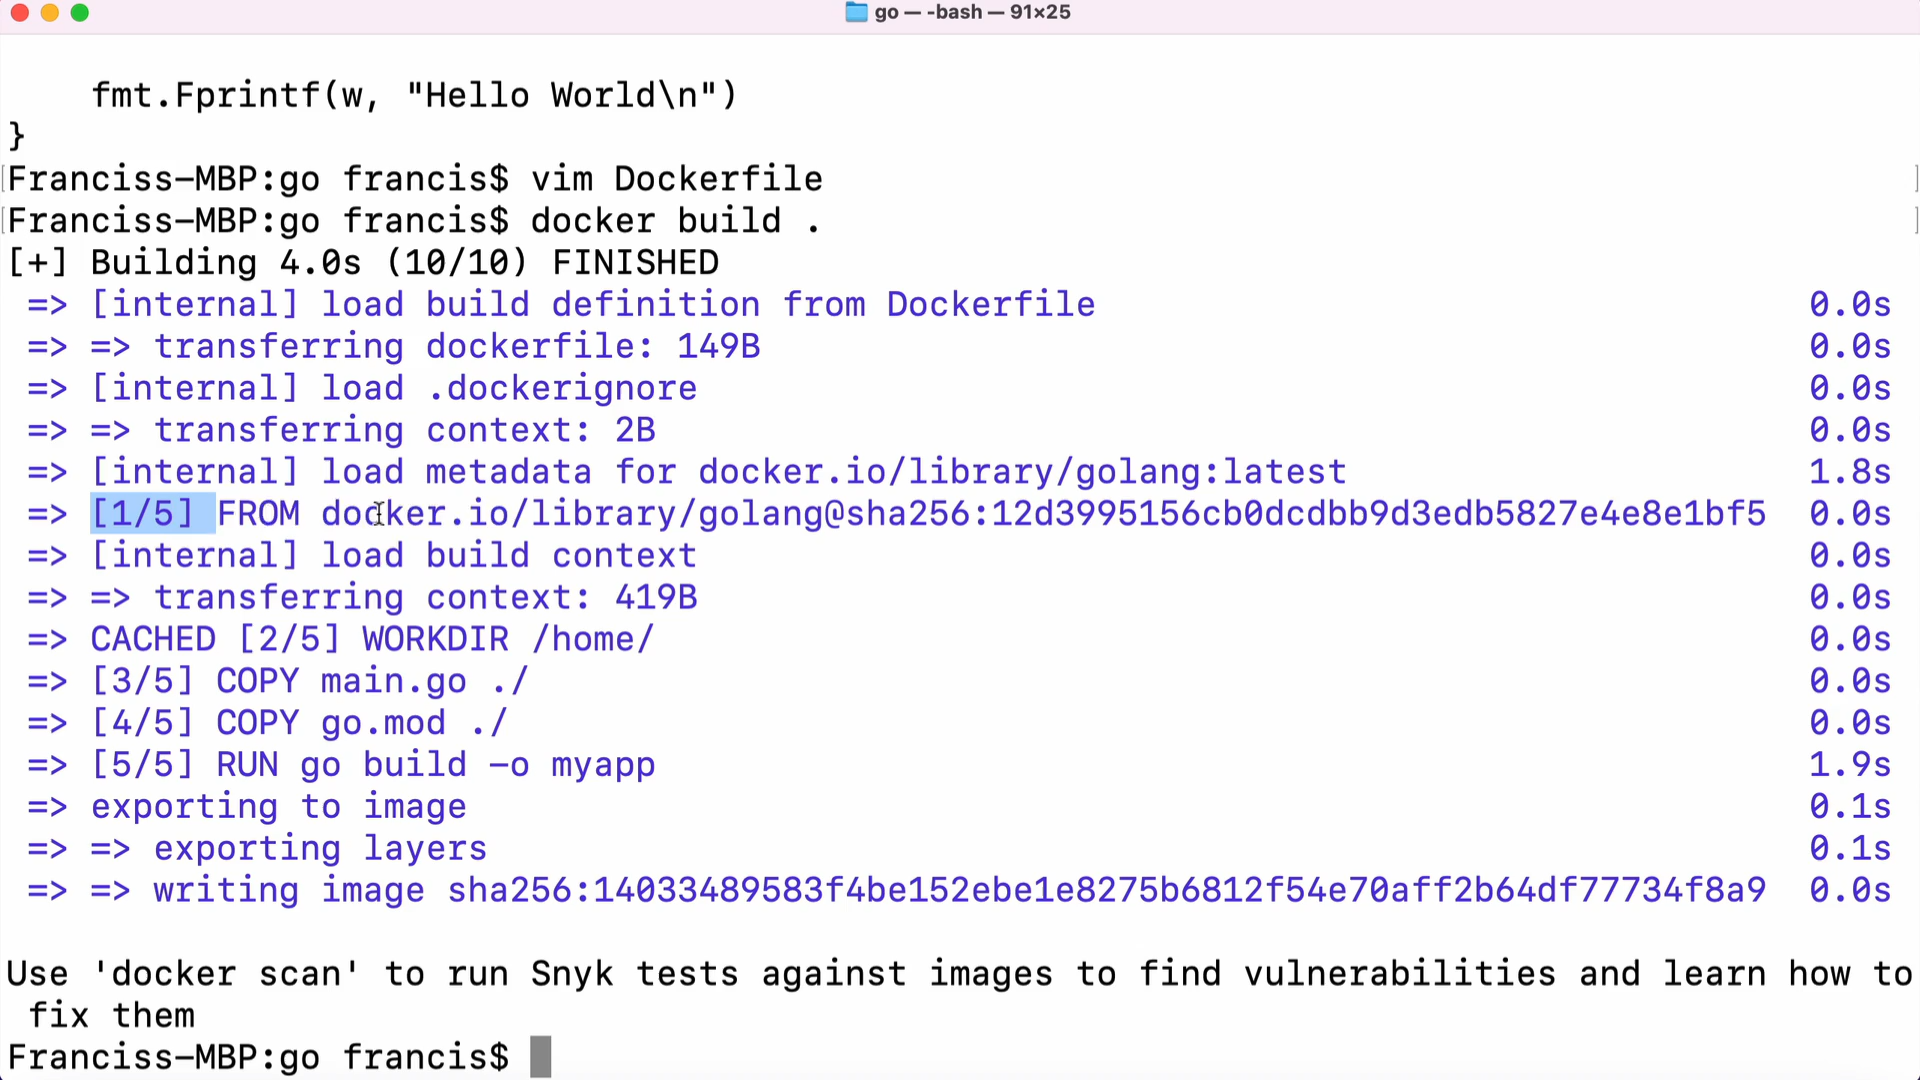 go — -bash — 91×25
fmt.Fprintf(w, "Hello World\n")
}
Franciss-MBP:go francis$ vim Dockerfile
Franciss-MBP:go francis$ docker build .
[+] Building 4.0s (10/10) FINISHED
=> [internal] load build definition from Dockerfile 0.0s
=> => transferring dockerfile: 149B 0.0s
=> [internal] load .dockerignore 0.0s
=> => transferring context: 2B 0.0s
=> [internal] load metadata for docker.io/library/golang:latest 1.8s
=> [1/5] FROM docker.io/library/golang@sha256:12d3995156cb0dcdbb9d3edb5827e4e8e1bf5 0.0s
=> [internal] load build context 0.0s
=> => transferring context: 419B 0.0s
=> CACHED [2/5] WORKDIR /home/ 0.0s
=> [3/5] COPY main.go ./ 0.0s
=> [4/5] COPY go.mod ./ 0.0s
=> [5/5] RUN go build -o myapp 1.9s
=> exporting to image 0.1s
=> => exporting layers 0.1s
=> => writing image sha256:14033489583f4be152ebe1e8275b6812f54e70aff2b64df77734f8a9 0.0s
Use 'docker scan' to run Snyk tests against images to find vulnerabilities and learn how to
fix them
Franciss-MBP:go francis$